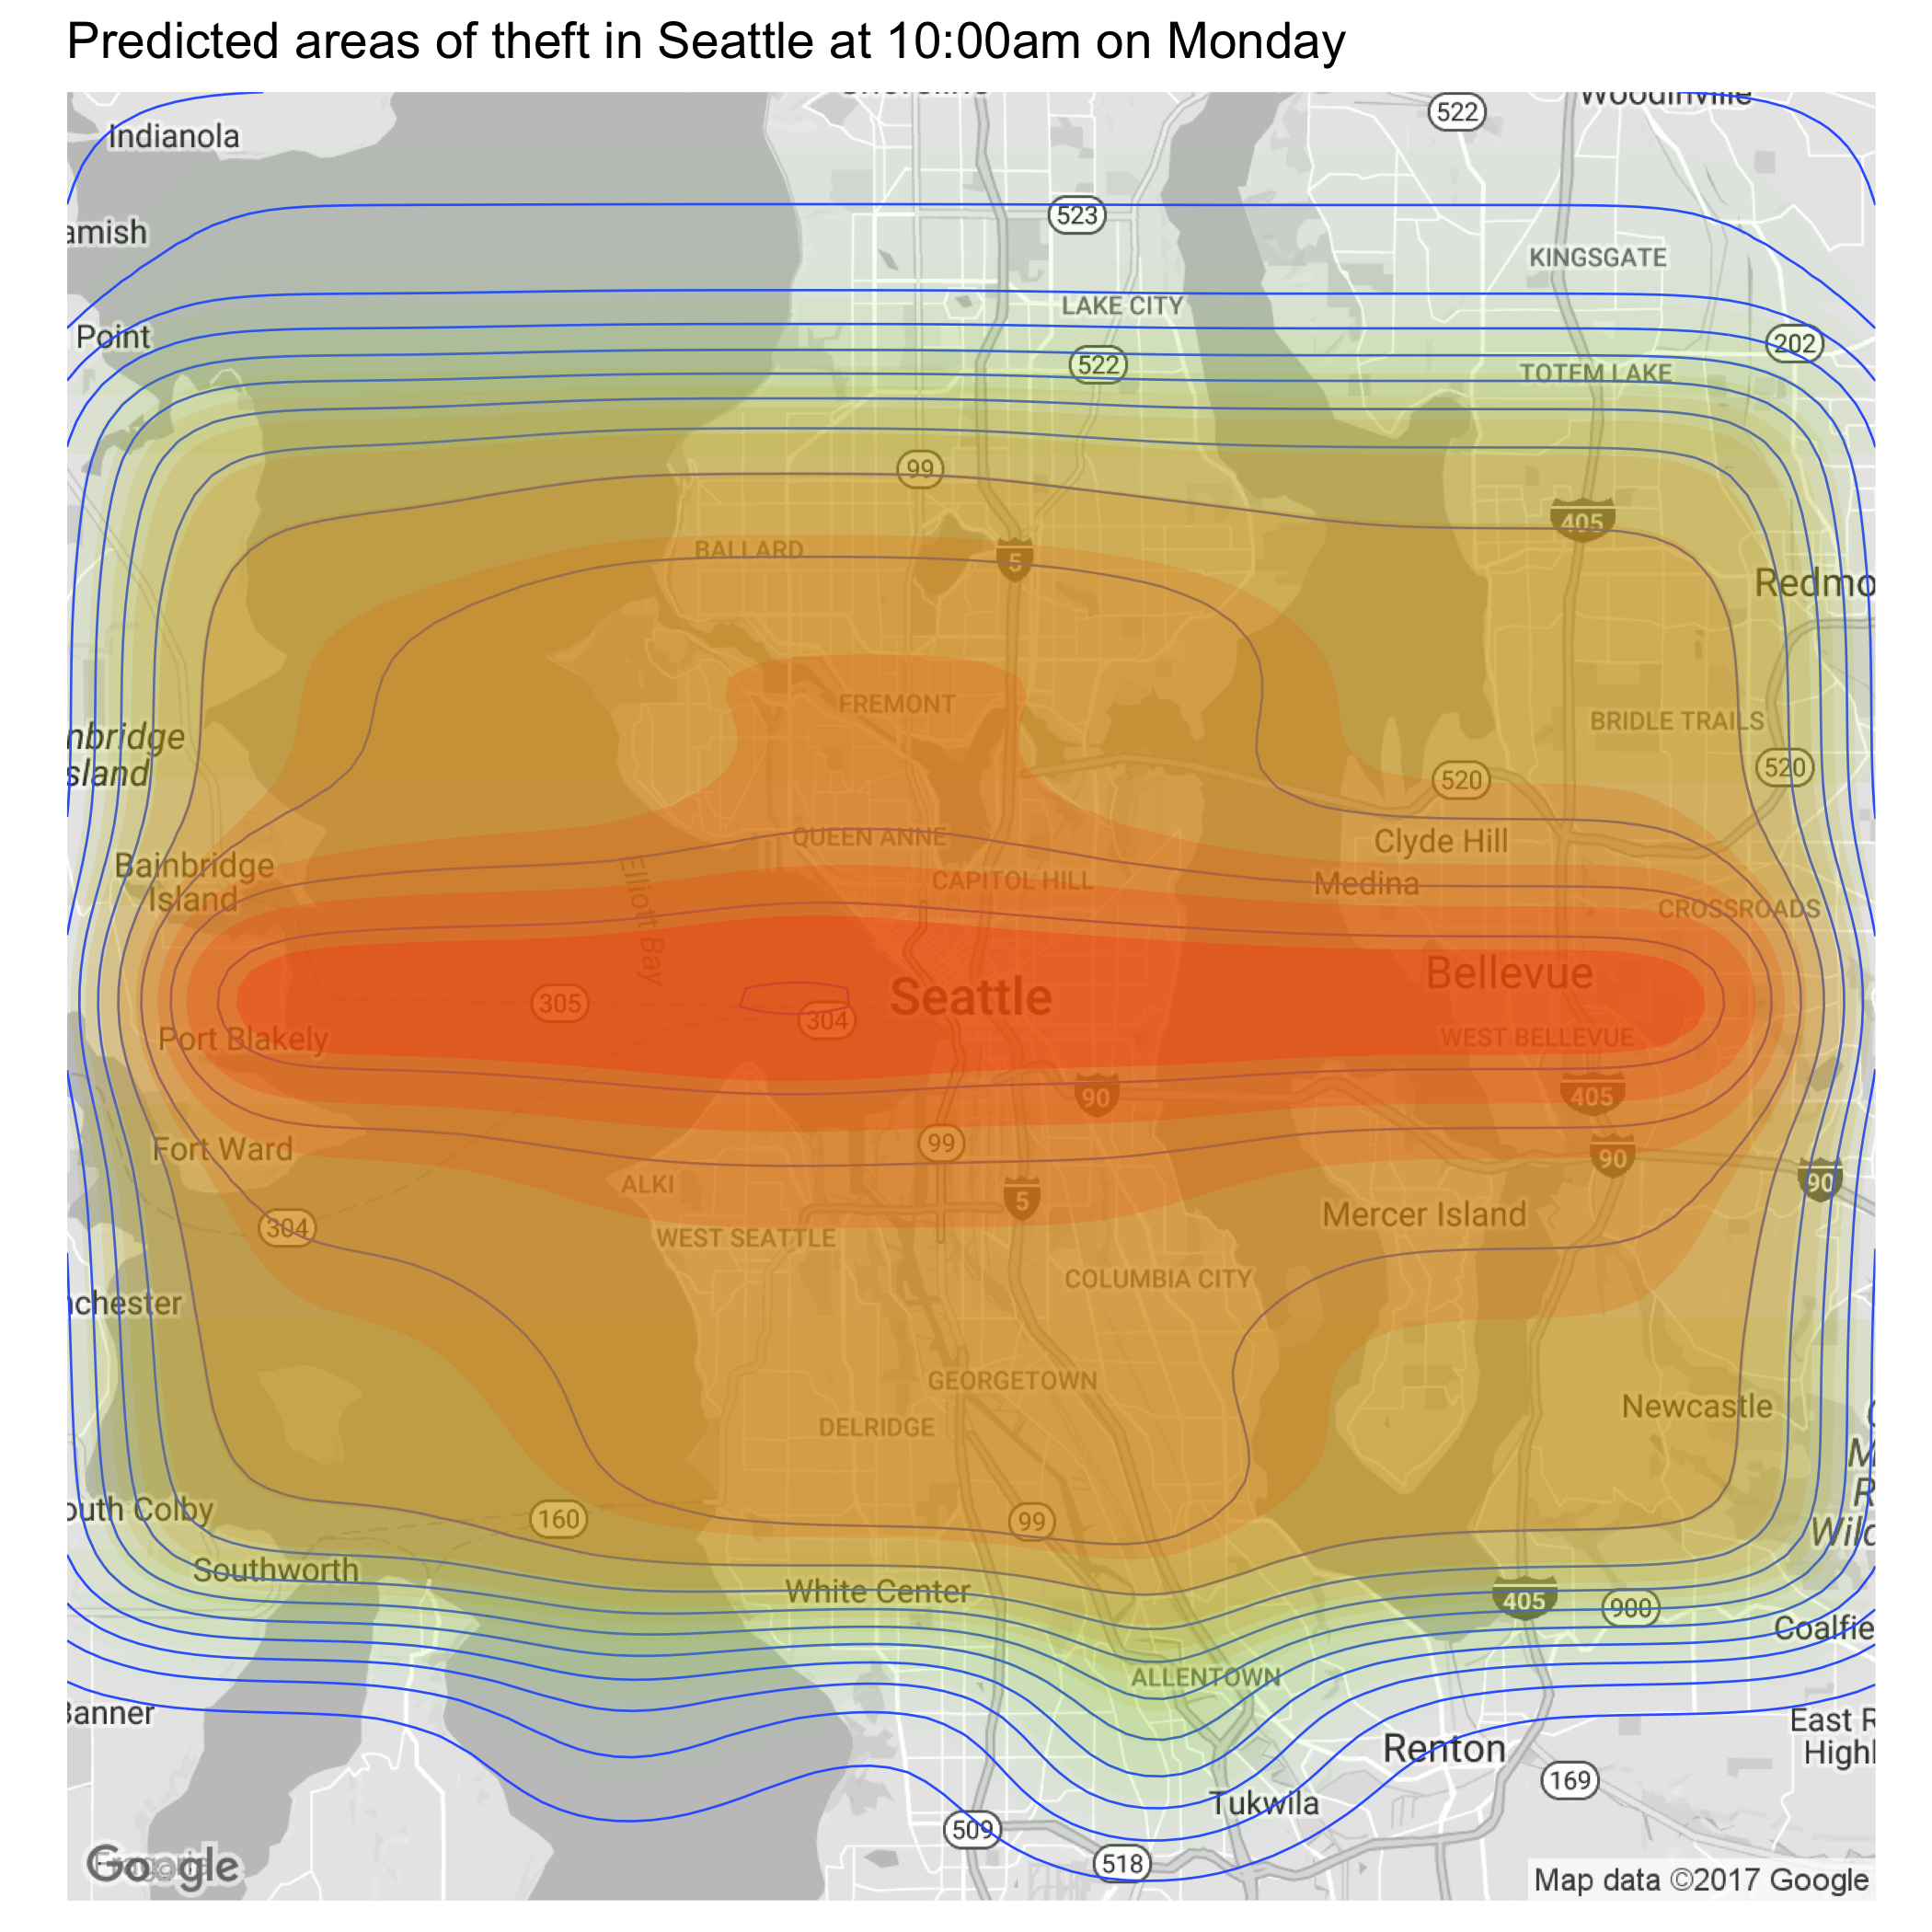 Predicted areas of theft in Seattle at 10:00am on Monday
Woodinville
522
Indianola
523
amish
KINGSGATE
LAKE CITY
Point
202
522
TOTEM LAKE
99
405
BALLARD
5
Redmo
FREMONT
BRIDLE TRAILS
nbridge
sland
520
520
QUEEN ANNE
Clyde Hill
Bainbridge
Island
Elliott Bay
CAPITOL HILL
Medina
CROSSROADS
Bellevue
Seattle
305
304
Port Blakely
WEST BELLEVUE
90
405
99
Fort Ward
90
90
ALKI
5
304
WEST SEATTLE
Mercer Island
COLUMBIA CITY
nchester
GEORGETOWN
Newcastle
DELRIDGE
M
R
Wild
outh Colby
160
99
Southworth
White Center
405
900
Coalfie
ALLENTOWN
Banner
East R
Highl
Renton
169
Tukwila
509
518
Google
Map data ©2017 Google